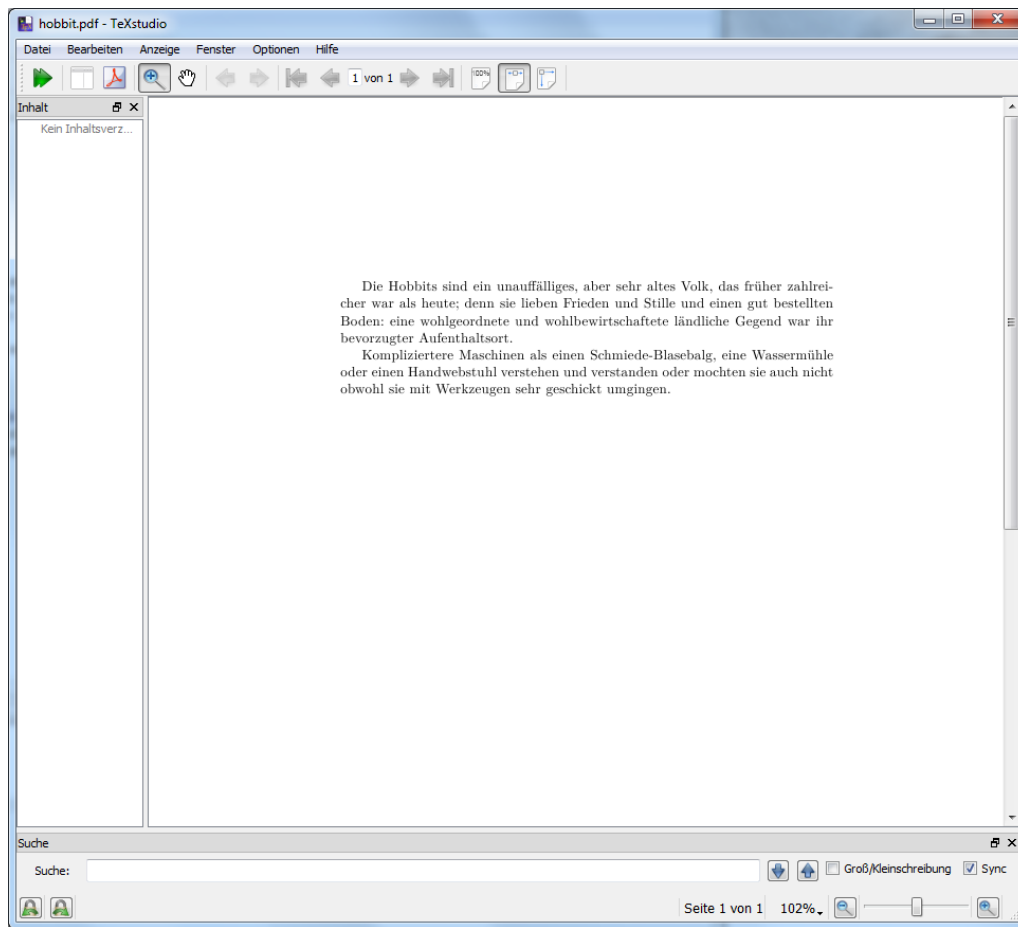 hobbit.pdf - TeXstudio
Datei Bearbeiten Anzeige Fenster Optionen Hilfe
1 von 1 100%
Inhalt
Kein Inhaltsverz...
Die Hobbits sind ein unauffälliges, aber sehr altes Volk, das früher zahlrei-
cher war als heute; denn sie lieben Frieden und Stille und einen gut bestellten
Boden: eine wohlgeordnete und wohlbewirtschaftete ländliche Gegend war ihr
bevorzugter Aufenthaltsort.
Kompliziertere Maschinen als einen Schmiede-Blasebalg, eine Wassermühle
oder einen Handwebstuhl verstehen und verstanden oder mochten sie auch nicht
obwohl sie mit Werkzeugen sehr geschickt umgingen.
Suche
Suche: Groß/Kleinschreibung Sync
Seite 1 von 1 102%